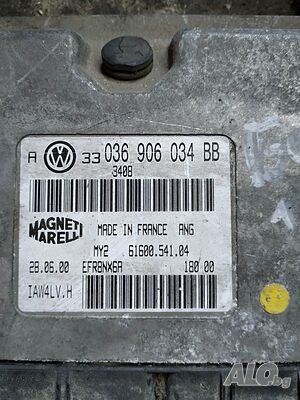 A VW 33 036 906 034 BB
3408
MAGNETI MARELLI
MADE IN FRANCE ANG
MY2 61600.541.04
28.06.00 EFR8NX6A 180 00
IAW4LV.H
ALO.bg